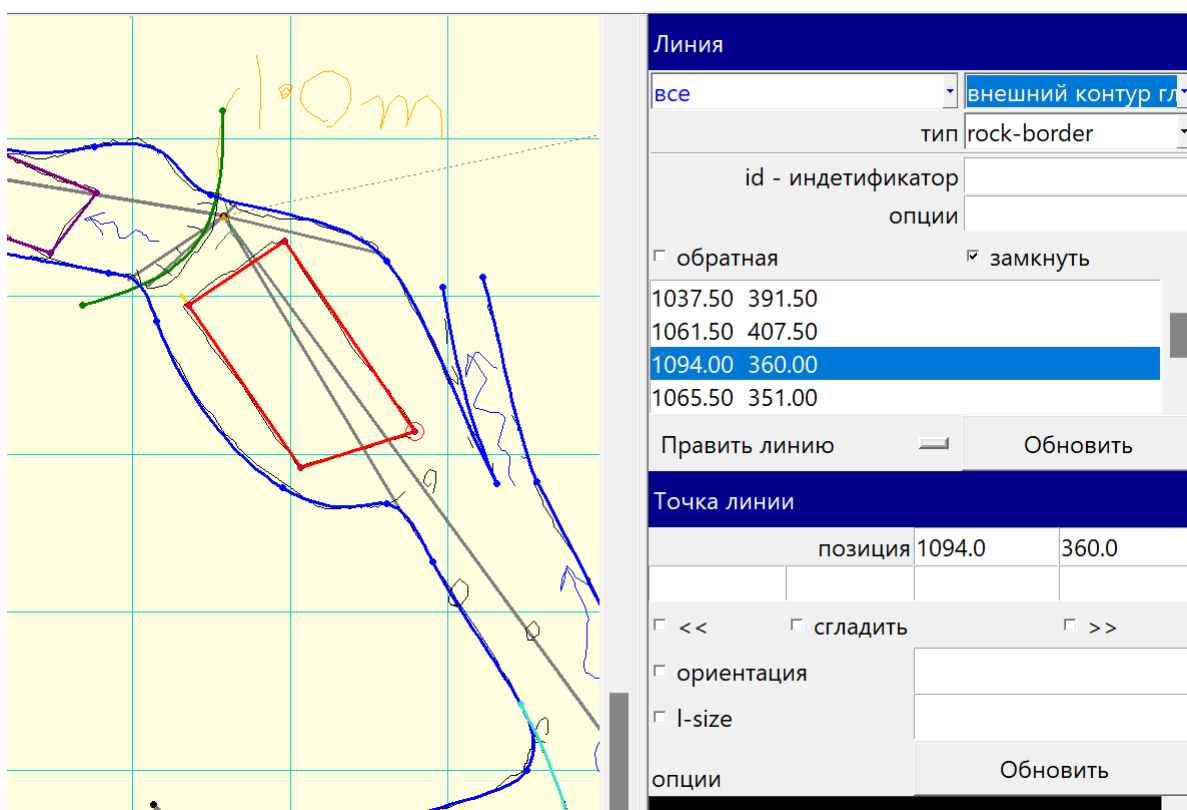 1.0m
Линия
все внешний контур гл
тип rock-border
id - индетификатор
опции
обратная замкнуть
1037.50 391.50
1061.50 407.50
1094.00 360.00
1065.50 351.00
Править линию Обновить
Точка линии
позиция 1094.0 360.0
<< сгладить >>
ориентация
l-size
опции Обновить